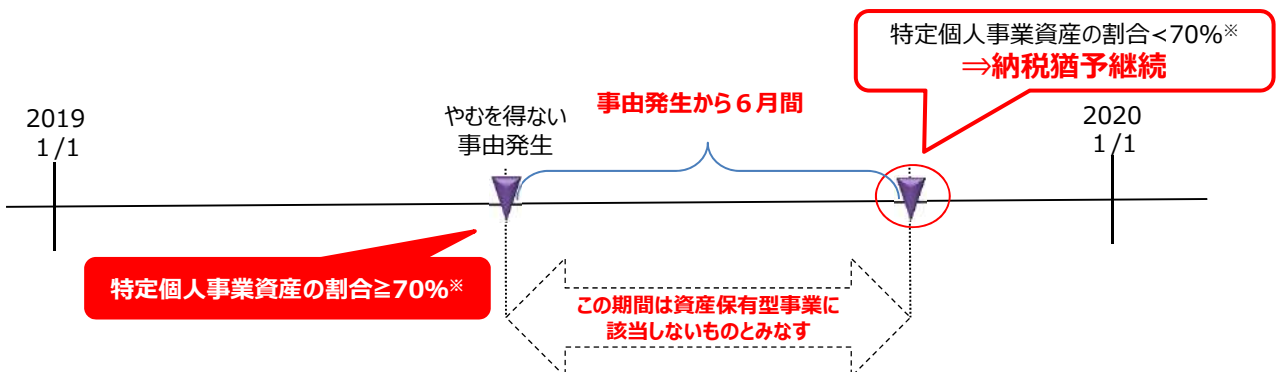 特定個人事業資産の割合<70%※
⇒納税猶予継続
事由発生から6月間
2019
1/1
やむを得ない
事由発生
2020
1/1
特定個人事業資産の割合≧70%※
この期間は資産保有型事業に
該当しないものとみなす